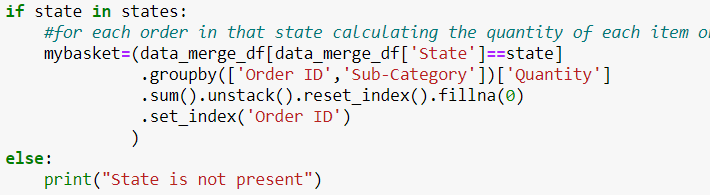 if state in states:
#for each order in that state calculating the quantity of each item
mybasket=(data_merge_df[data_merge_df['State']==state]
.groupby(['Order ID','Sub-Category'])['Quantity']
.sum().unstack().reset_index().fillna(0)
.set_index('Order ID')
)
else:
print("State is not present")